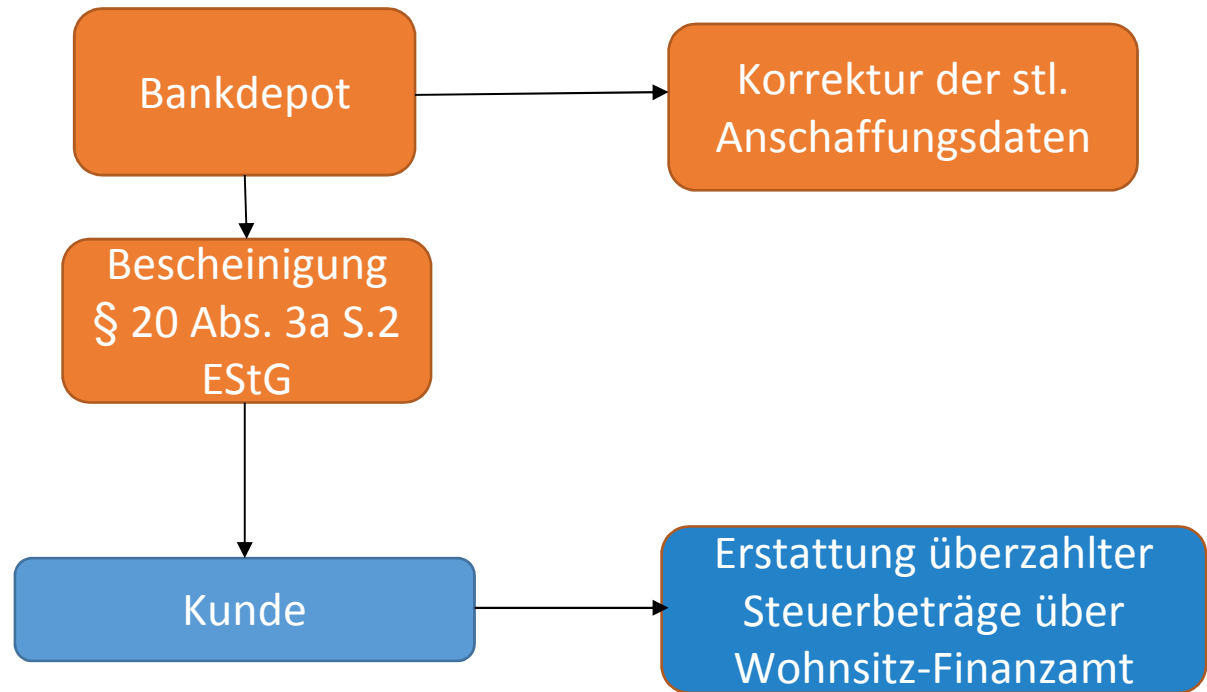 Bankdepot
Korrektur der stl.
Anschaffungsdaten
Bescheinigung
§ 20 Abs. 3a S.2
EStG
Kunde
Erstattung überzahlter
Steuerbeträge über
Wohnsitz-Finanzamt